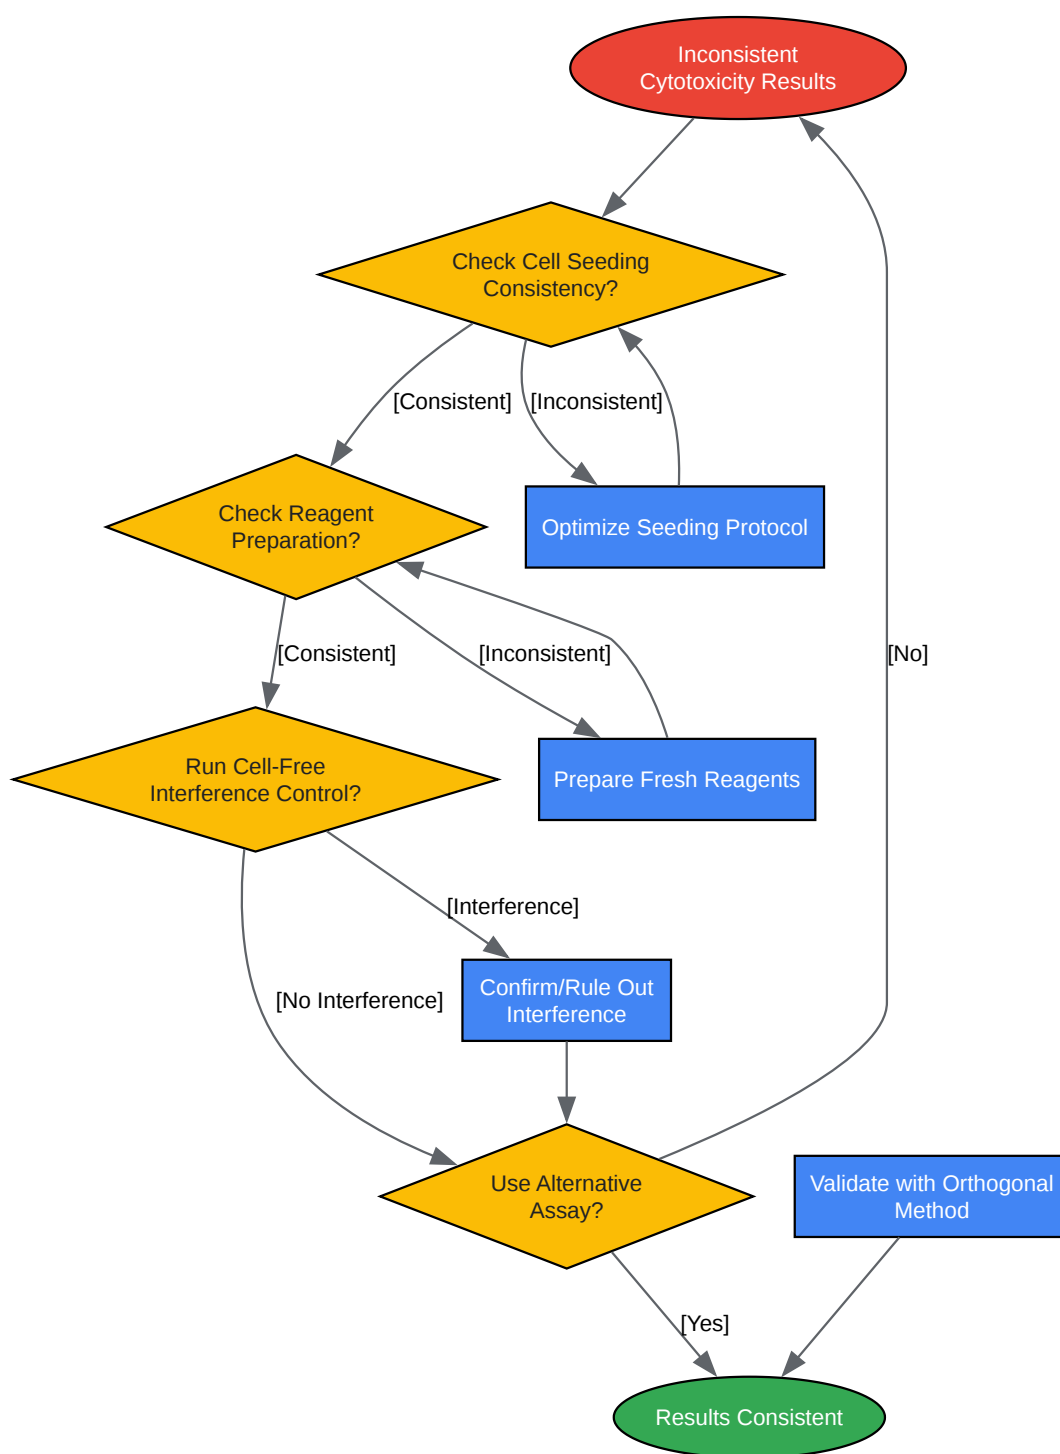 Inconsistent
Cytotoxicity Results
Check Cell Seeding
Consistency?
[Consistent]
[Inconsistent]
Check Reagent
Preparation?
Optimize Seeding Protocol
[Consistent]
[Inconsistent]
[No]
Run Cell-Free
Interference Control?
Prepare Fresh Reagents
[Interference]
[No Interference]
Confirm/Rule Out
Interference
Use Alternative
Assay?
Validate with Orthogonal
Method
[Yes]
Results Consistent